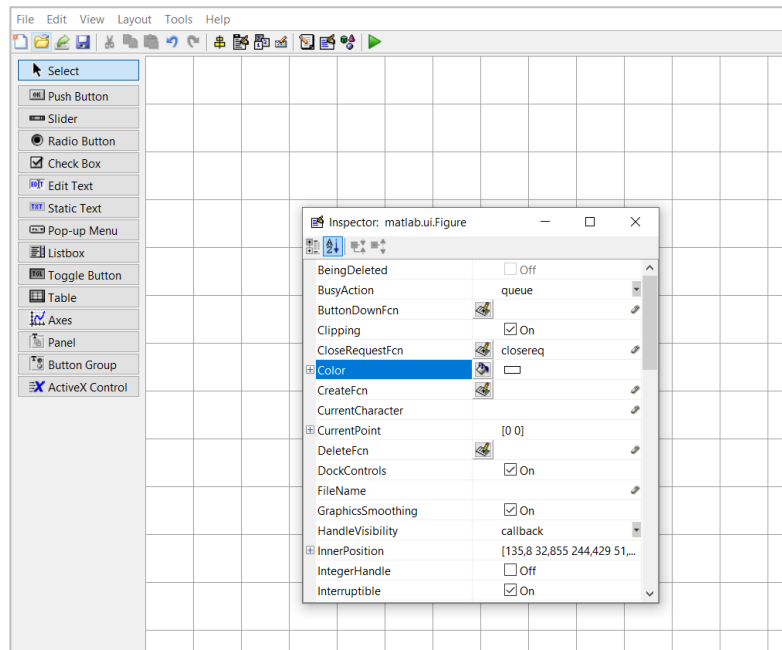 File Edit View Layout Tools Help
Select
Push Button
Slider
Radio Button
Check Box
Edit Text
Static Text
Pop-up Menu
Listbox
Toggle Button
Table
Axes
Panel
Button Group
ActiveX Control
Inspector: matlab.ui.Figure
BeingDeleted Off
BusyAction queue
ButtonDownFcn
Clipping On
CloseRequestFcn closereq
Color
CreateFcn
CurrentCharacter
CurrentPoint [0 0]
DeleteFcn
DockControls On
FileName
GraphicsSmoothing On
HandleVisibility callback
InnerPosition [135,8 32,855 244,429 51,...
IntegerHandle Off
Interruptible On